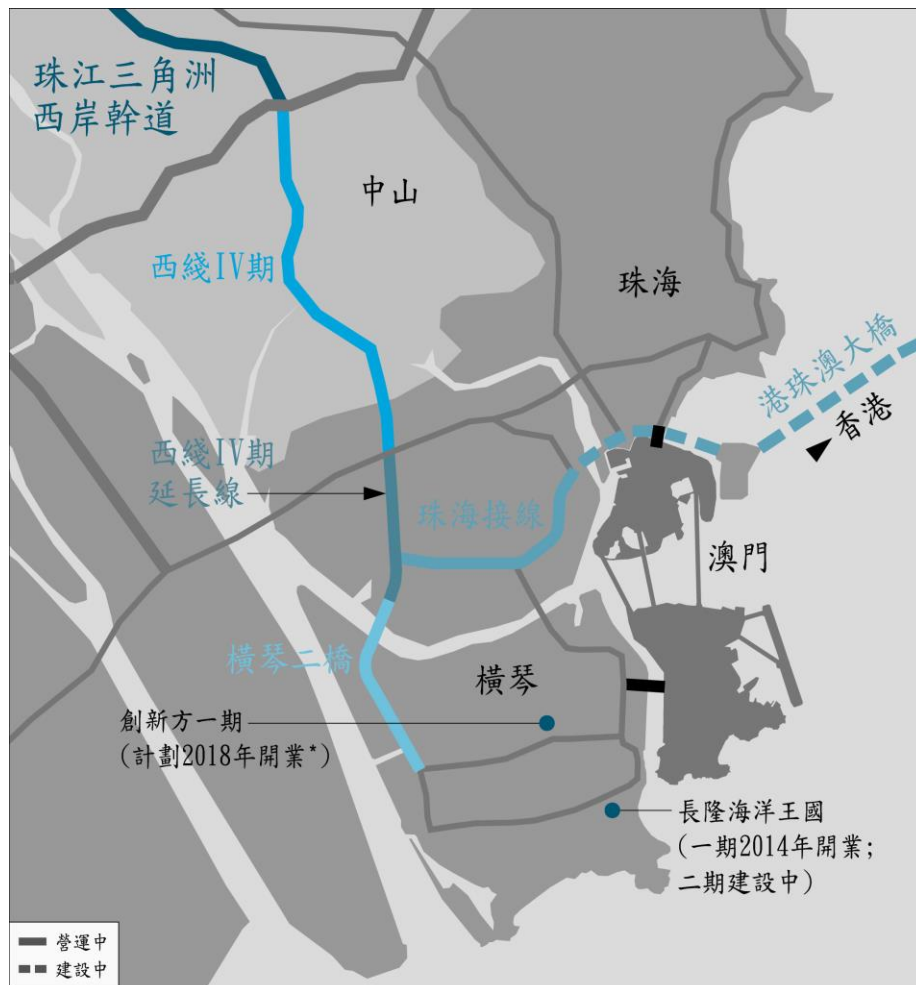 珠江三角洲
西岸幹道
中山
西綫IV期
珠海
港珠澳大橋
香港
西綫IV期
延長線
珠海接線
澳門
橫琴二橋
橫琴
創新方一期
(計劃2018年開業*)
長隆海洋王國
(一期2014年開業;
二期建設中)
營運中
建設中